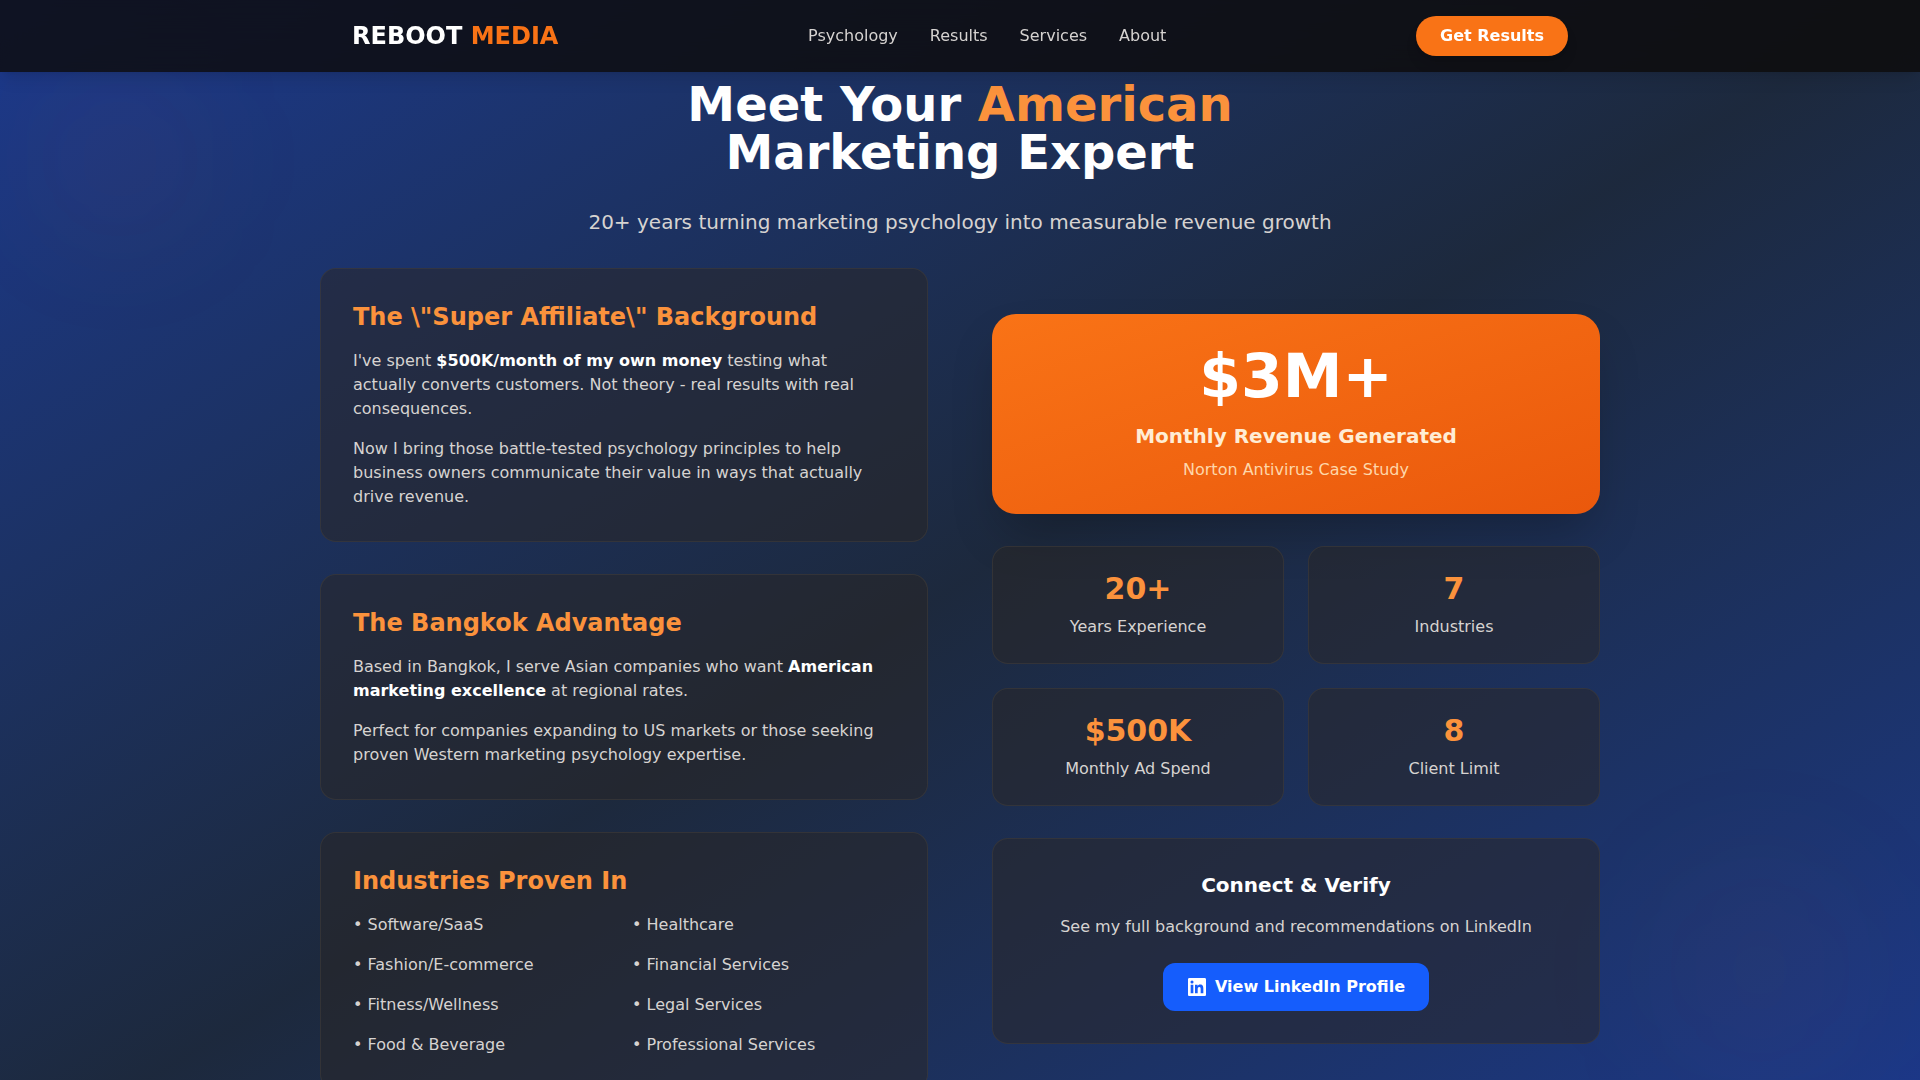 REBOOT MEDIA
Psychology
Results
Services
About
Get Results
Meet Your American
Marketing Expert
20+ years turning marketing psychology into measurable revenue growth
The \"Super Affiliate\" Background
I've spent $500K/month of my own money testing what
actually converts customers. Not theory - real results with real
consequences.
Now I bring those battle-tested psychology principles to help
business owners communicate their value in ways that actually
drive revenue.
The Bangkok Advantage
Based in Bangkok, I serve Asian companies who want American
marketing excellence at regional rates.
Perfect for companies expanding to US markets or those seeking
proven Western marketing psychology expertise.
Industries Proven In
• Software/SaaS
• Healthcare
• Fashion/E-commerce
• Financial Services
• Fitness/Wellness
• Legal Services
• Food & Beverage
• Professional Services
$3M+
Monthly Revenue Generated
Norton Antivirus Case Study
20+
Years Experience
7
Industries
$500K
Monthly Ad Spend
8
Client Limit
Connect & Verify
See my full background and recommendations on LinkedIn
View LinkedIn Profile